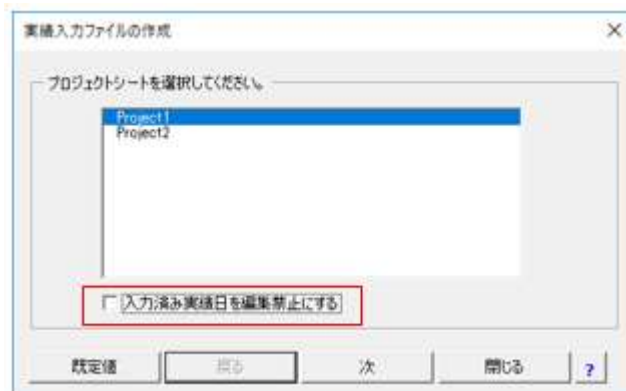 実績入力ファイルの作成
プロジェクトシートを選択してください。
Project1
Project2
入力済み実績日を編集禁止にする
既定値 戻る 次 閉じる ?